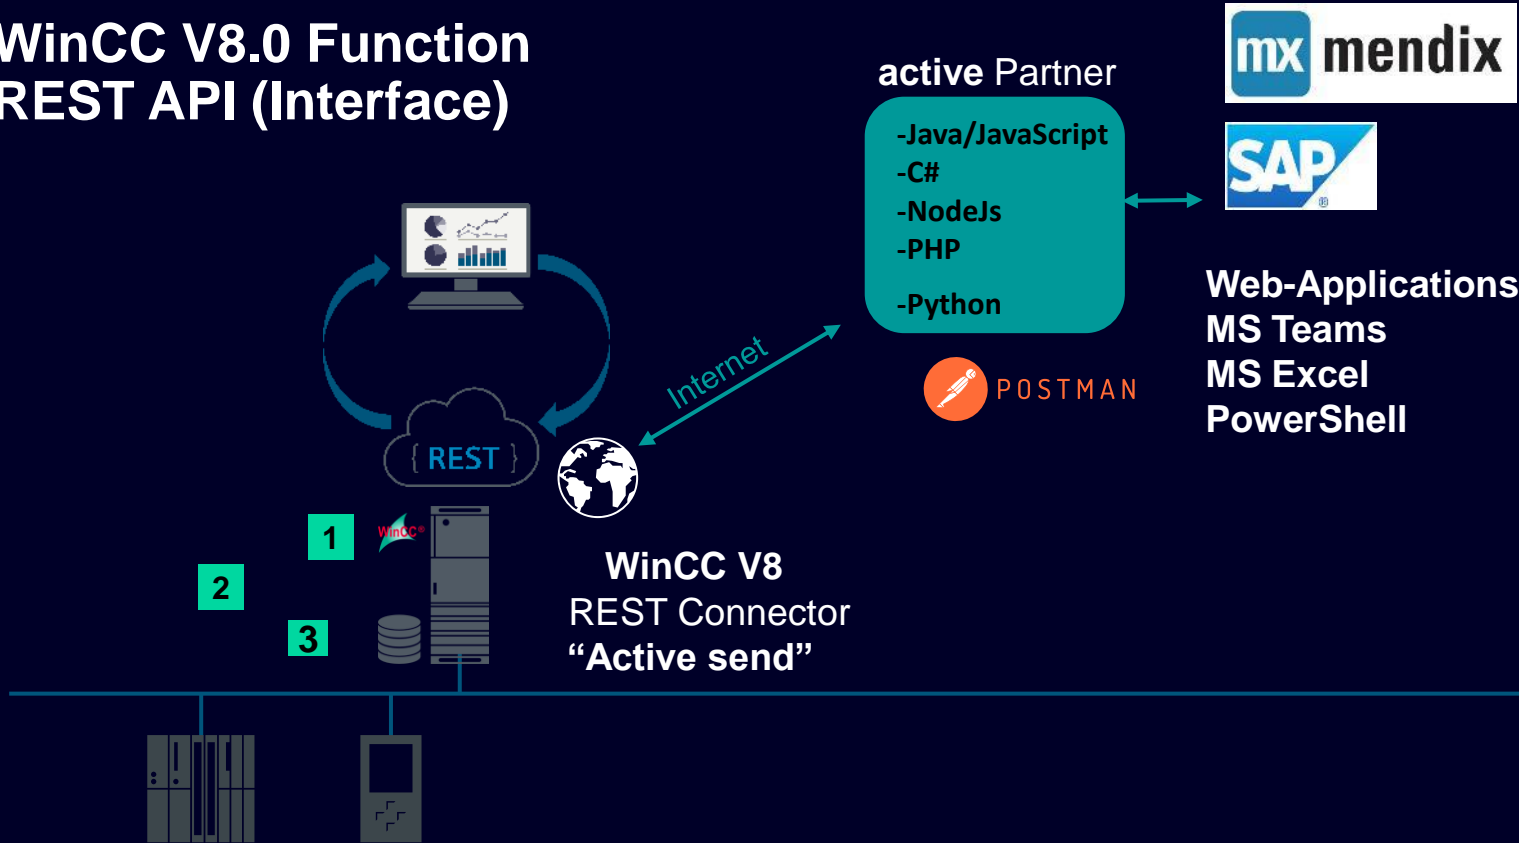 WinCC V8.0 Function
REST API (Interface)
active Partner
-Java/JavaScript
-C#
-NodeJs
-PHP
-Python
mx mendix
SAP
®
Web-Applications
MS Teams
MS Excel
PowerShell
Internet
POSTMAN
{ REST }
1
WinCC®
2
3
WinCC V8
REST Connector
“Active send”